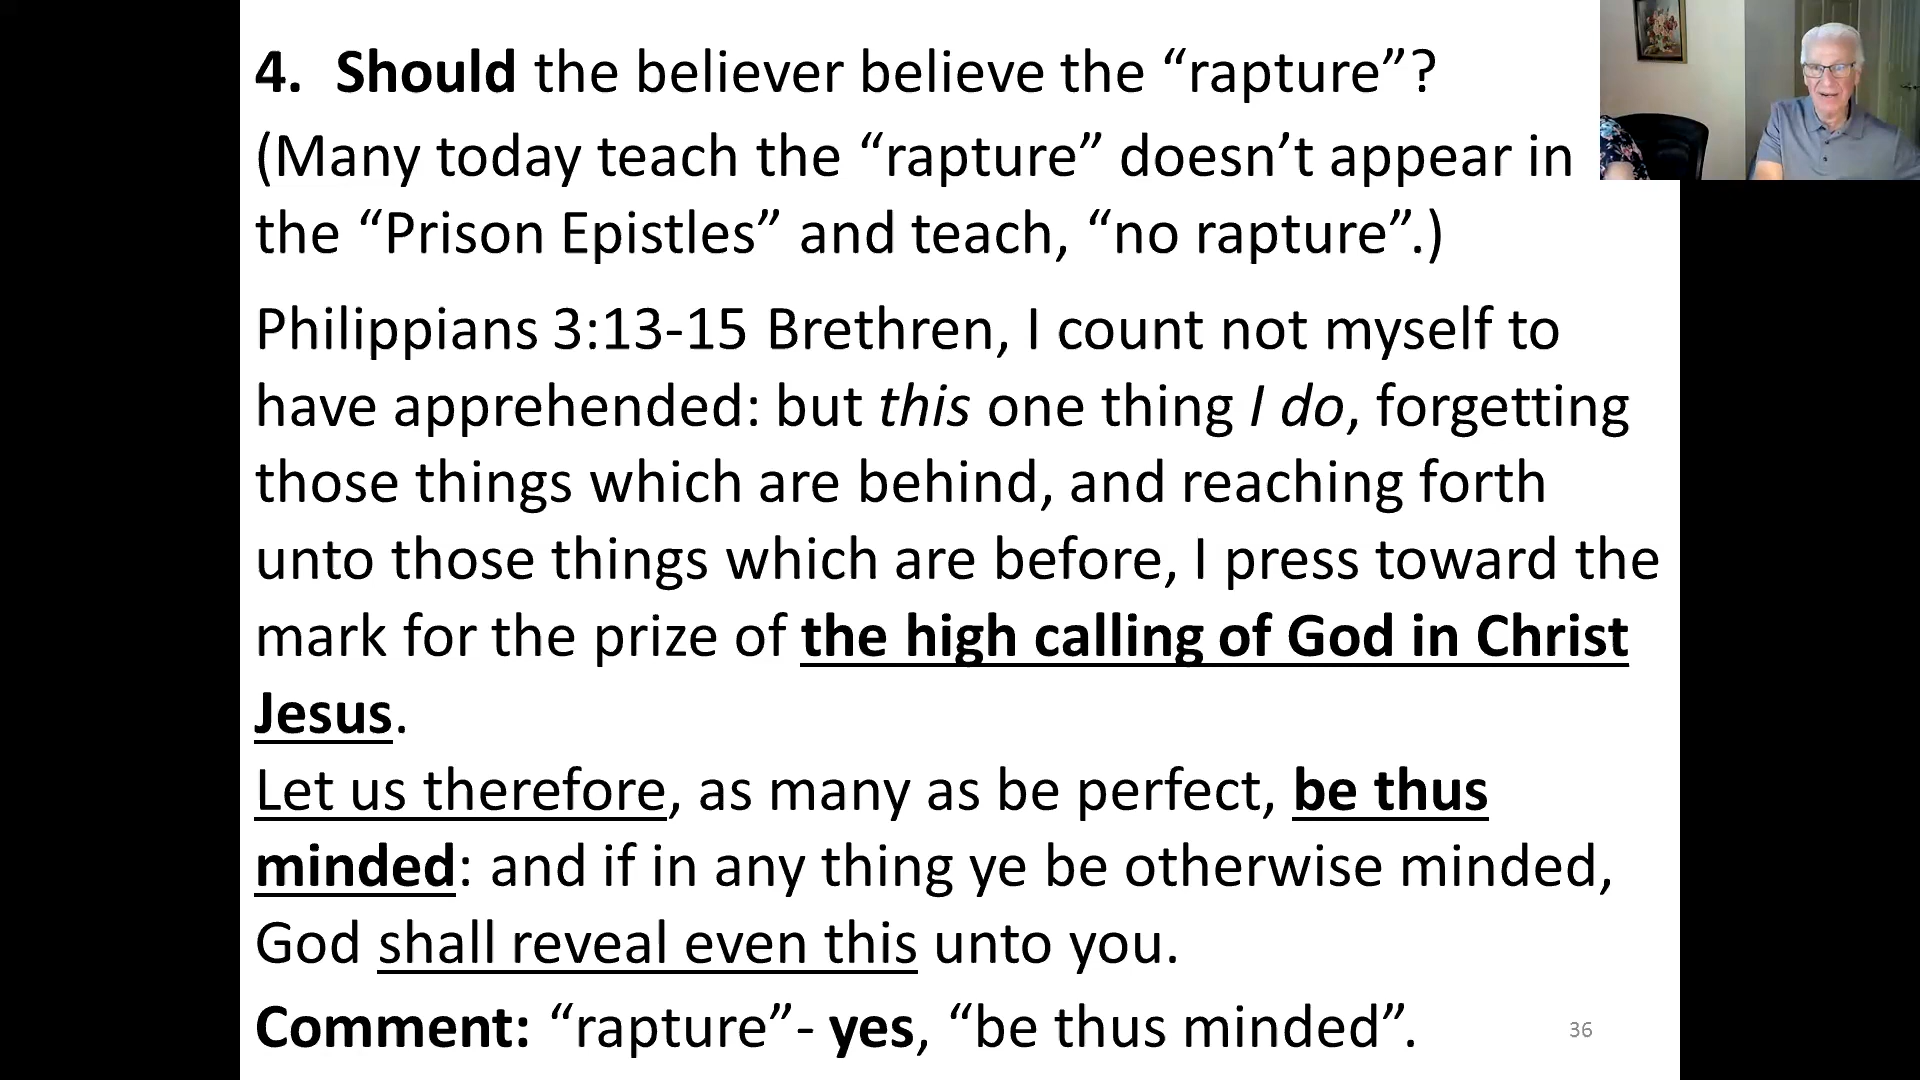 4. Should the believer believe the “rapture”?
(Many today teach the “rapture” doesn’t appear in
the “Prison Epistles” and teach, “no rapture”.)
Philippians 3:13-15 Brethren, I count not myself to
have apprehended: but this one thing I do, forgetting
those things which are behind, and reaching forth
unto those things which are before, I press toward the
mark for the prize of the high calling of God in Christ
Jesus.
Let us therefore, as many as be perfect, be thus
minded: and if in any thing ye be otherwise minded,
God shall reveal even this unto you.
Comment: “rapture”- yes, “be thus minded”.
36